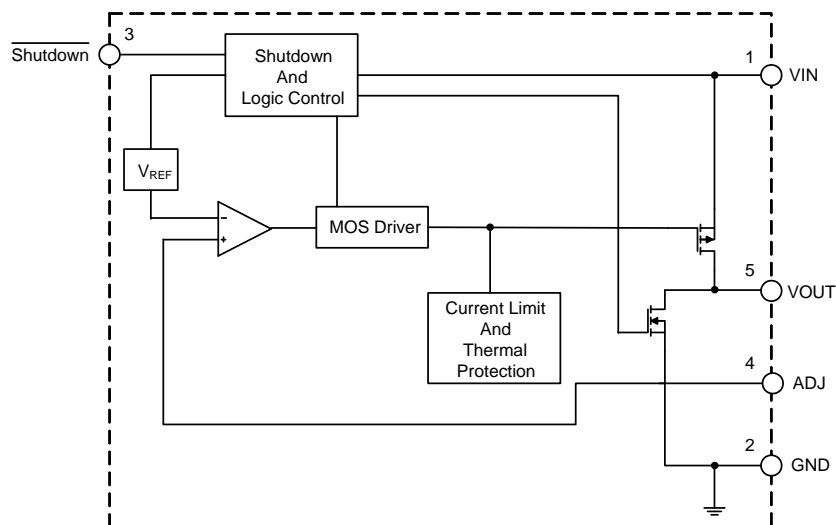 3
Shutdown
Shutdown
And
Logic Control
1
VIN
VREF
−
+
MOS Driver
5
VOUT
Current Limit
And
Thermal
Protection
4
ADJ
2
GND